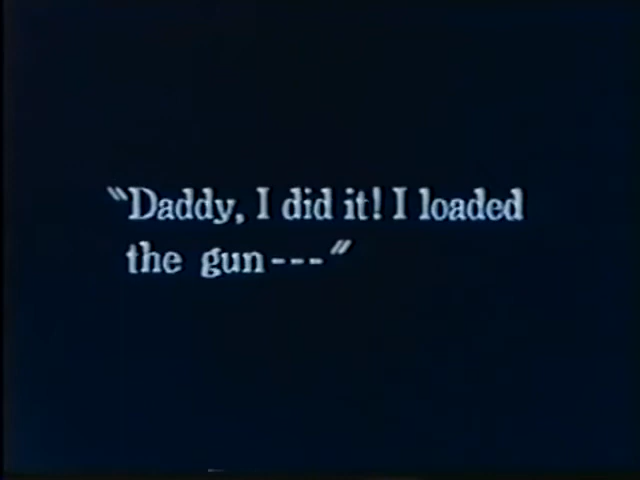 "Daddy, I did it! I loaded
the gun---"